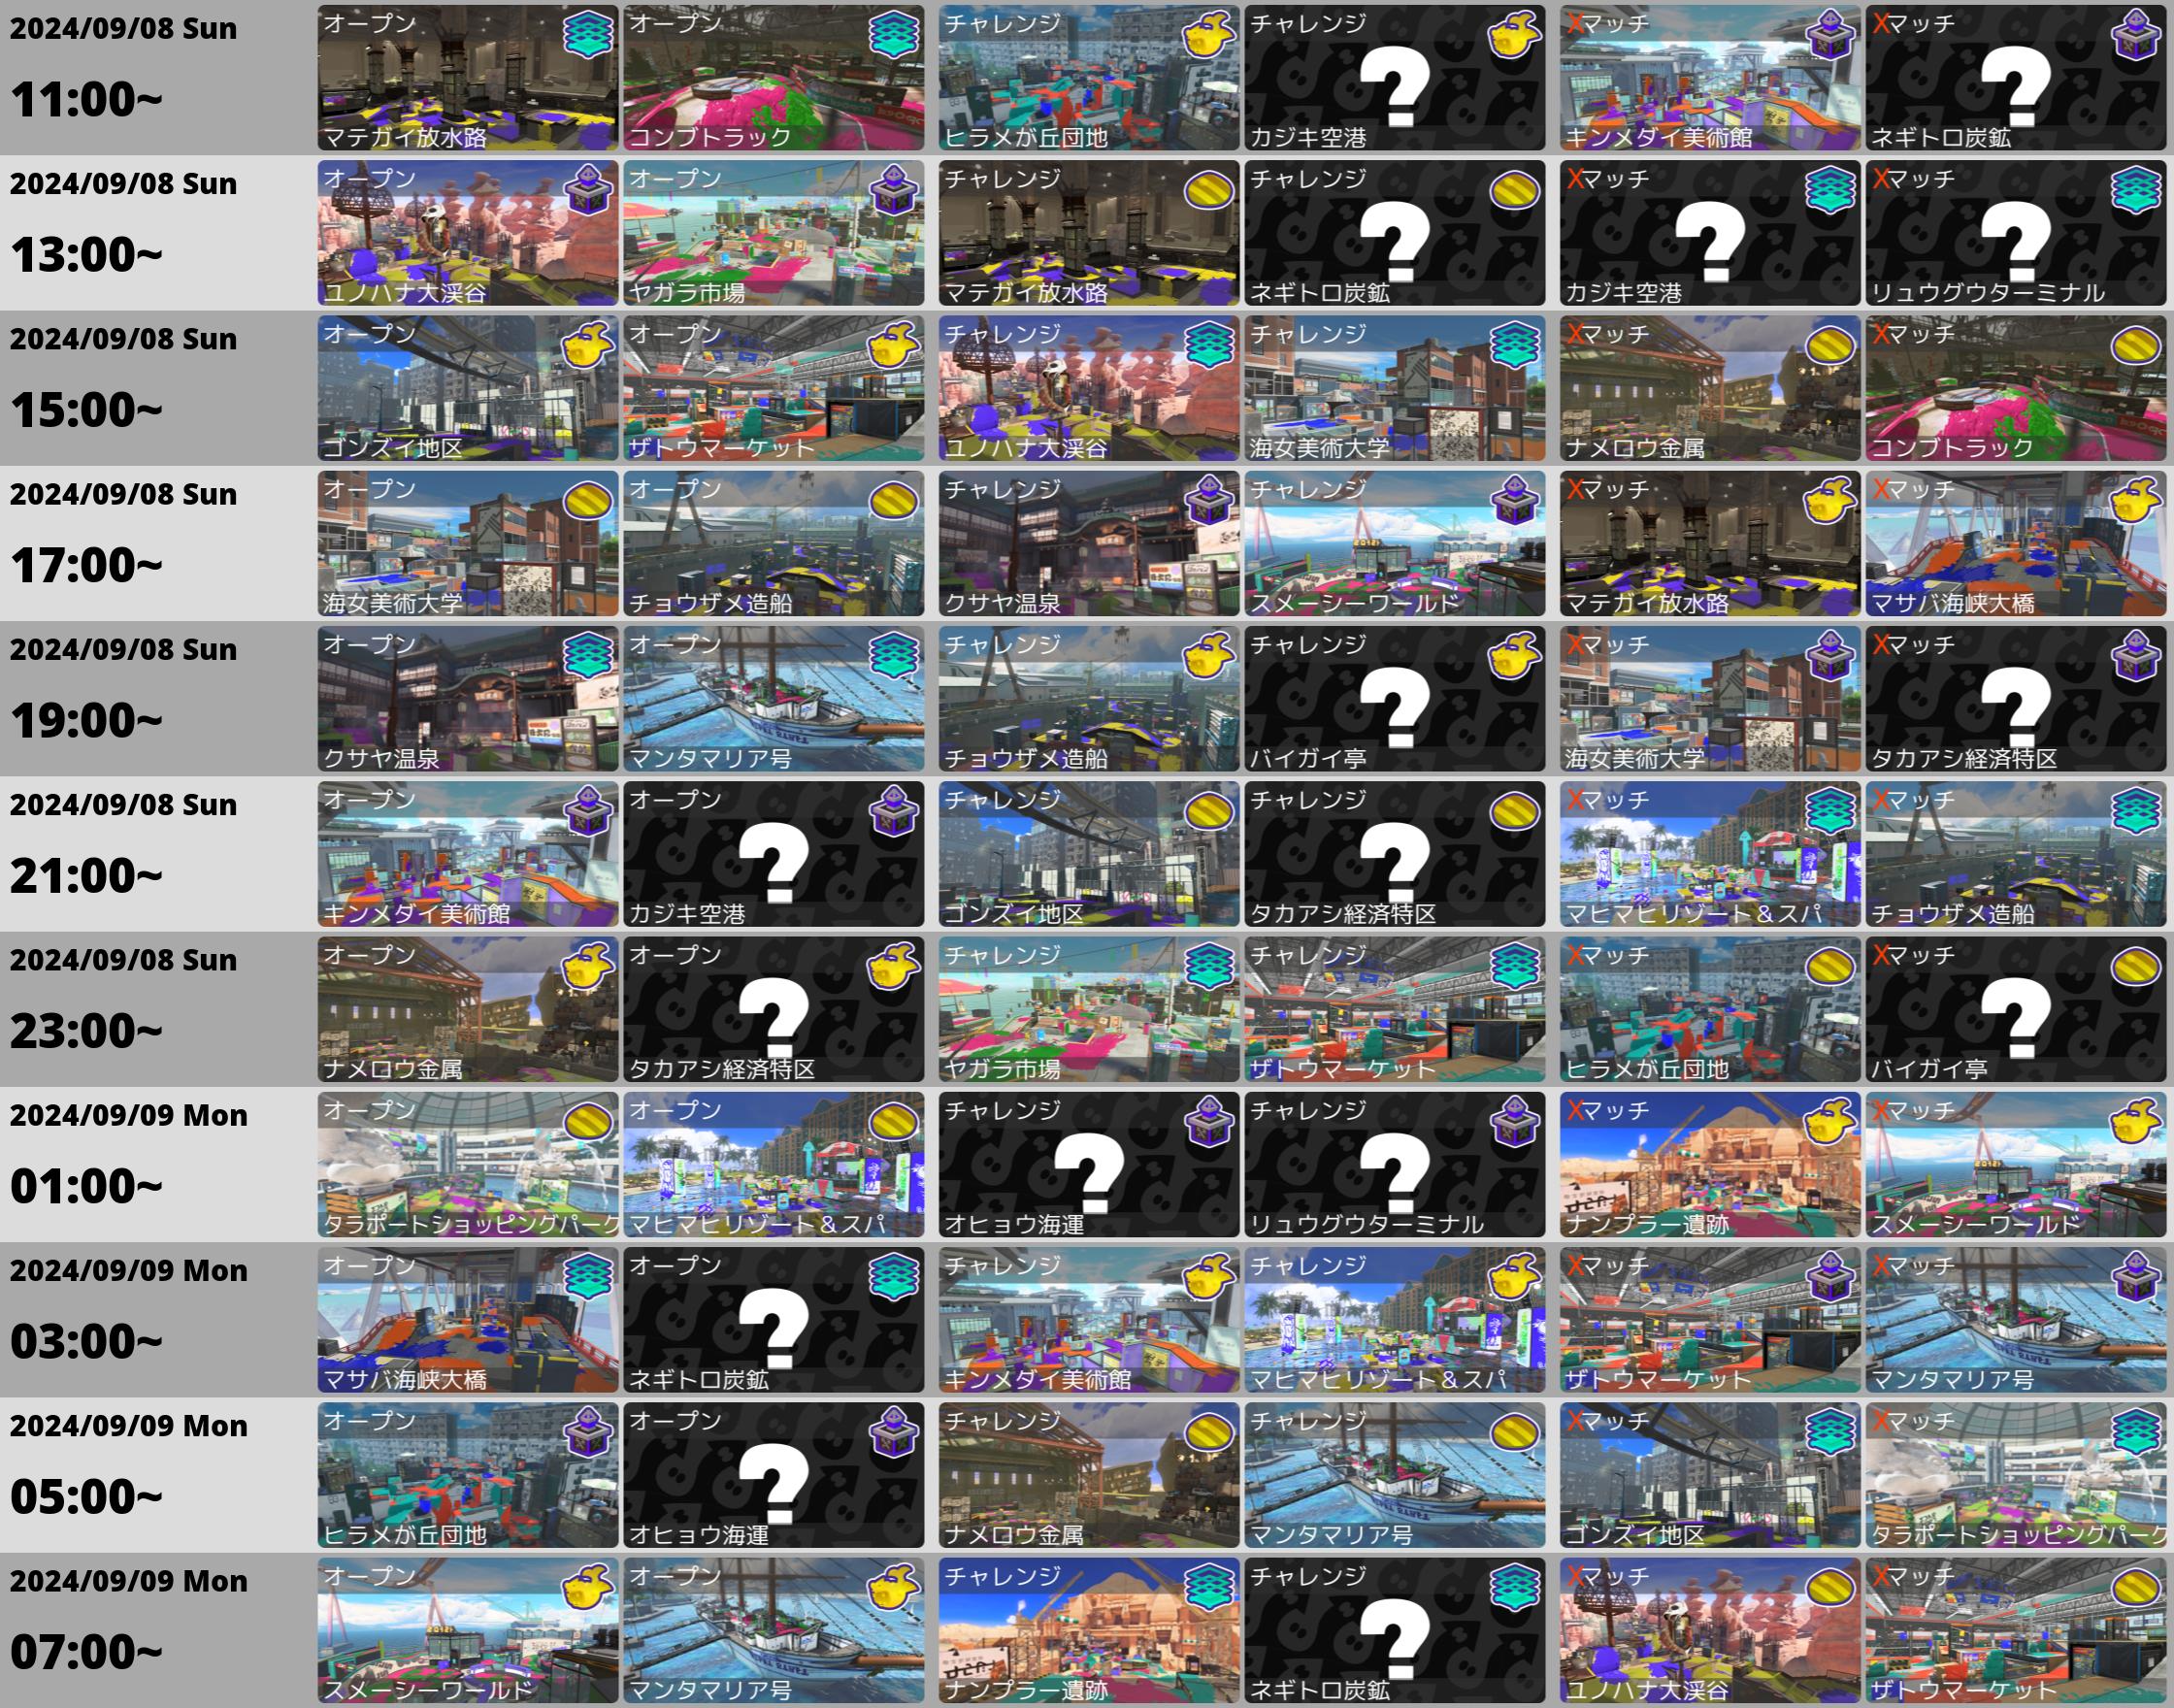 2024/09/08 Sun
11:00~
オープン
マテガイ放水路
オープン
コンブトラック
チャレンジ
ヒラメが丘団地
チャレンジ
?
カジキ空港
Xマッチ
キンメダイ美術館
Xマッチ
?
ネギトロ炭鉱
2024/09/08 Sun
13:00~
オープン
ユノハナ大渓谷
オープン
ヤガラ市場
チャレンジ
マテガイ放水路
チャレンジ
?
ネギトロ炭鉱
Xマッチ
?
カジキ空港
Xマッチ
?
リュウグウターミナル
2024/09/08 Sun
15:00~
オープン
ゴンズイ地区
オープン
ザトウマーケット
チャレンジ
ユノハナ大渓谷
チャレンジ
海女美術大学
Xマッチ
ナメロウ金属
Xマッチ
コンブトラック
2024/09/08 Sun
17:00~
オープン
海女美術大学
オープン
チョウザメ造船
チャレンジ
クサヤ温泉
チャレンジ
スメーシーワールド
Xマッチ
マテガイ放水路
Xマッチ
マサバ海峡大橋
2024/09/08 Sun
19:00~
オープン
クサヤ温泉
オープン
マンタマリア号
チャレンジ
チョウザメ造船
チャレンジ
?
バイガイ亭
Xマッチ
海女美術大学
Xマッチ
?
タカアシ経済特区
2024/09/08 Sun
21:00~
オープン
キンメダイ美術館
オープン
?
カジキ空港
チャレンジ
ゴンズイ地区
チャレンジ
?
タカアシ経済特区
Xマッチ
マヒマヒリゾート＆スパ
Xマッチ
チョウザメ造船
2024/09/08 Sun
23:00~
オープン
ナメロウ金属
オープン
?
タカアシ経済特区
チャレンジ
ヤガラ市場
チャレンジ
ザトウマーケット
Xマッチ
ヒラメが丘団地
Xマッチ
?
バイガイ亭
2024/09/09 Mon
01:00~
オープン
タラポートショッピングパーク
オープン
マヒマヒリゾート＆スパ
チャレンジ
?
オヒョウ海運
チャレンジ
?
リュウグウターミナル
Xマッチ
ナンプラー遺跡
Xマッチ
スメーシーワールド
2024/09/09 Mon
03:00~
オープン
マサバ海峡大橋
オープン
?
ネギトロ炭鉱
チャレンジ
キンメダイ美術館
チャレンジ
マヒマヒリゾート＆スパ
Xマッチ
ザトウマーケット
Xマッチ
マンタマリア号
2024/09/09 Mon
05:00~
オープン
ヒラメが丘団地
オープン
?
オヒョウ海運
チャレンジ
ナメロウ金属
チャレンジ
マンタマリア号
Xマッチ
ゴンズイ地区
Xマッチ
タラポートショッピングパーク
2024/09/09 Mon
07:00~
オープン
スメーシーワールド
オープン
マンタマリア号
チャレンジ
ナンプラー遺跡
チャレンジ
?
ネギトロ炭鉱
Xマッチ
ユノハナ大渓谷
Xマッチ
ザトウマーケット